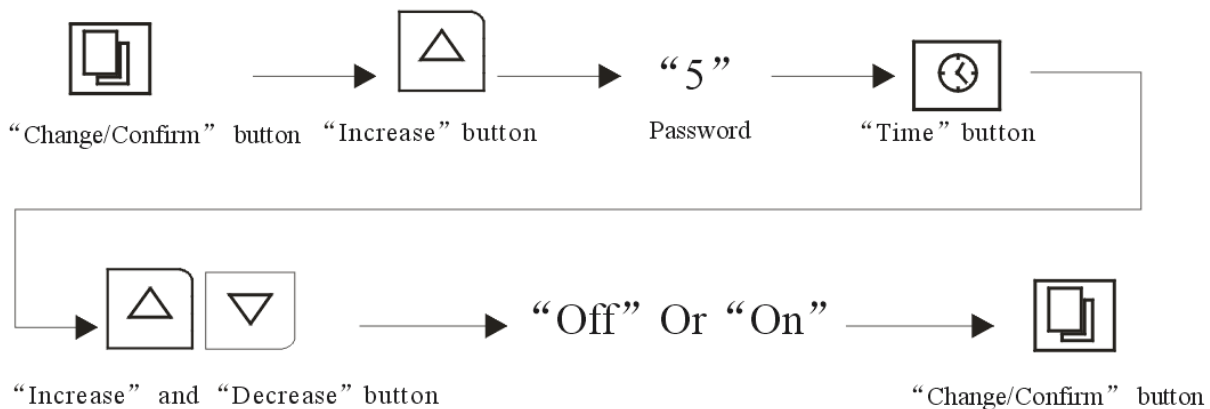 “5”
“Change/Confirm” button “Increase” button Password “Time” button
“Off” Or “On”
“Increase” and “Decrease” button “Change/Confirm” button